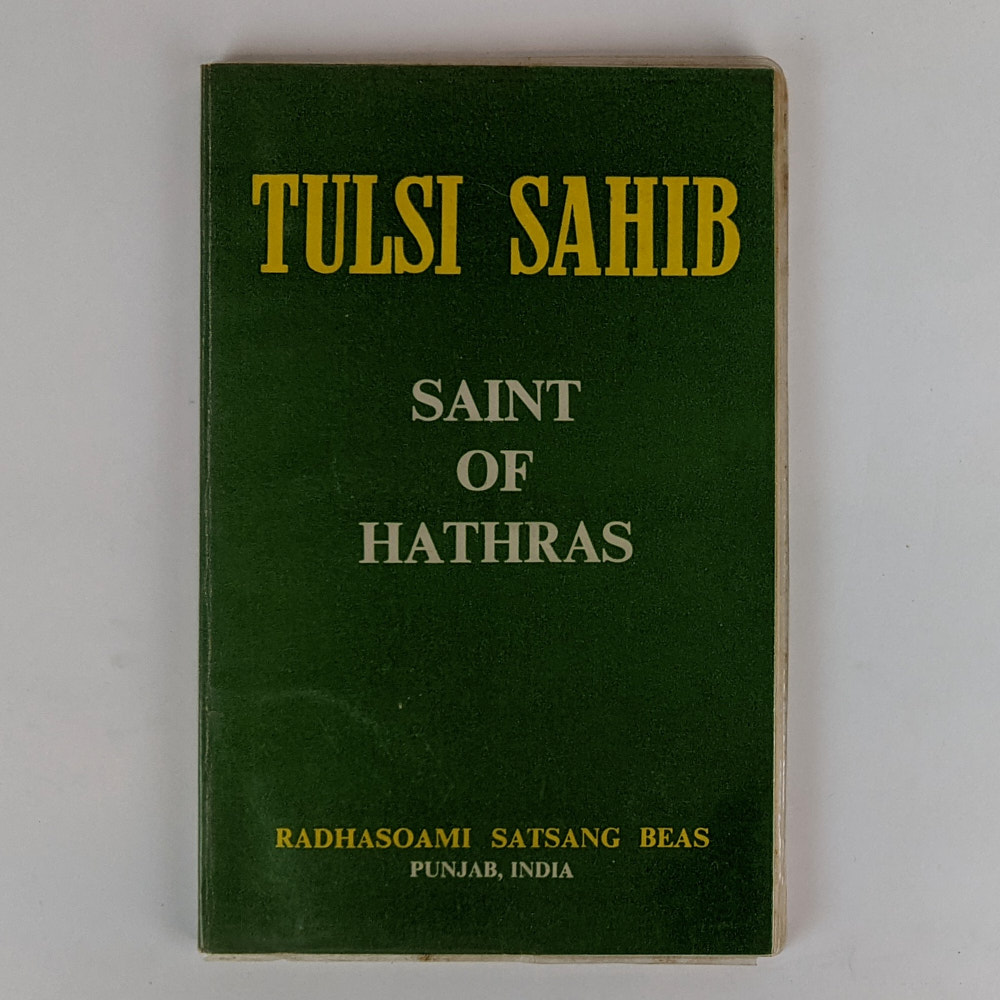 TULSI SAHIB
SAINT
OF
HATHRAS
RADHASOAMI SATSANG BEAS
PUNJAB, INDIA